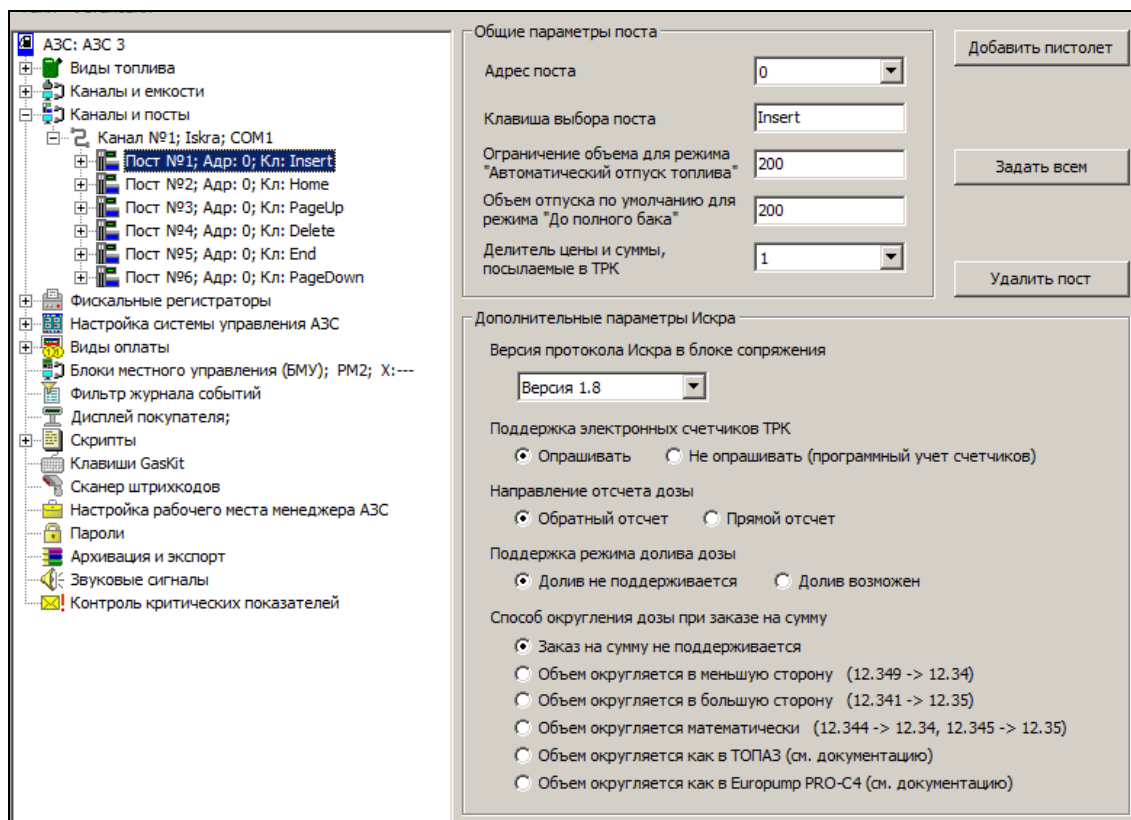 АЗС: АЗС 3
Виды топлива
Каналы и емкости
Каналы и посты
Канал №1; Iskra; COM1
Пост №1; Адр: 0; Кл: Insert
Пост №2; Адр: 0; Кл: Home
Пост №3; Адр: 0; Кл: PageUp
Пост №4; Адр: 0; Кл: Delete
Пост №5; Адр: 0; Кл: End
Пост №6; Адр: 0; Кл: PageDown
Фискальные регистраторы
Настройка системы управления АЗС
Виды оплаты
Блоки местного управления (БМУ); PM2; X:---
Фильтр журнала событий
Дисплей покупателя;
Скрипты
Клавиши GasKit
Сканер штрихкодов
Настройка рабочего места менеджера АЗС
Пароли
Архивация и экспорт
Звуковые сигналы
Контроль критических показателей
Общие параметры поста
Адрес поста
0
Клавиша выбора поста
Insert
Ограничение объема для режима
"Автоматический отпуск топлива"
200
Объем отпуска по умолчанию для
режима "До полного бака"
200
Делитель цены и суммы,
посылаемые в ТРК
1
Добавить пистолет
Задать всем
Удалить пост
Дополнительные параметры Искра
Версия протокола Искра в блоке сопряжения
Версия 1.8
Поддержка электронных счетчиков ТРК
Опрашивать
Не опрашивать (программный учет счетчиков)
Направление отсчета дозы
Обратный отсчет
Прямой отсчет
Поддержка режима долива дозы
Долив не поддерживается
Долив возможен
Способ округления дозы при заказе на сумму
Заказ на сумму не поддерживается
Объем округляется в меньшую сторону (12.349 -> 12.34)
Объем округляется в большую сторону (12.341 -> 12.35)
Объем округляется математически (12.344 -> 12.34, 12.345 -> 12.35)
Объем округляется как в ТОПАЗ (см. документацию)
Объем округляется как в Europump PRO-C4 (см. документацию)